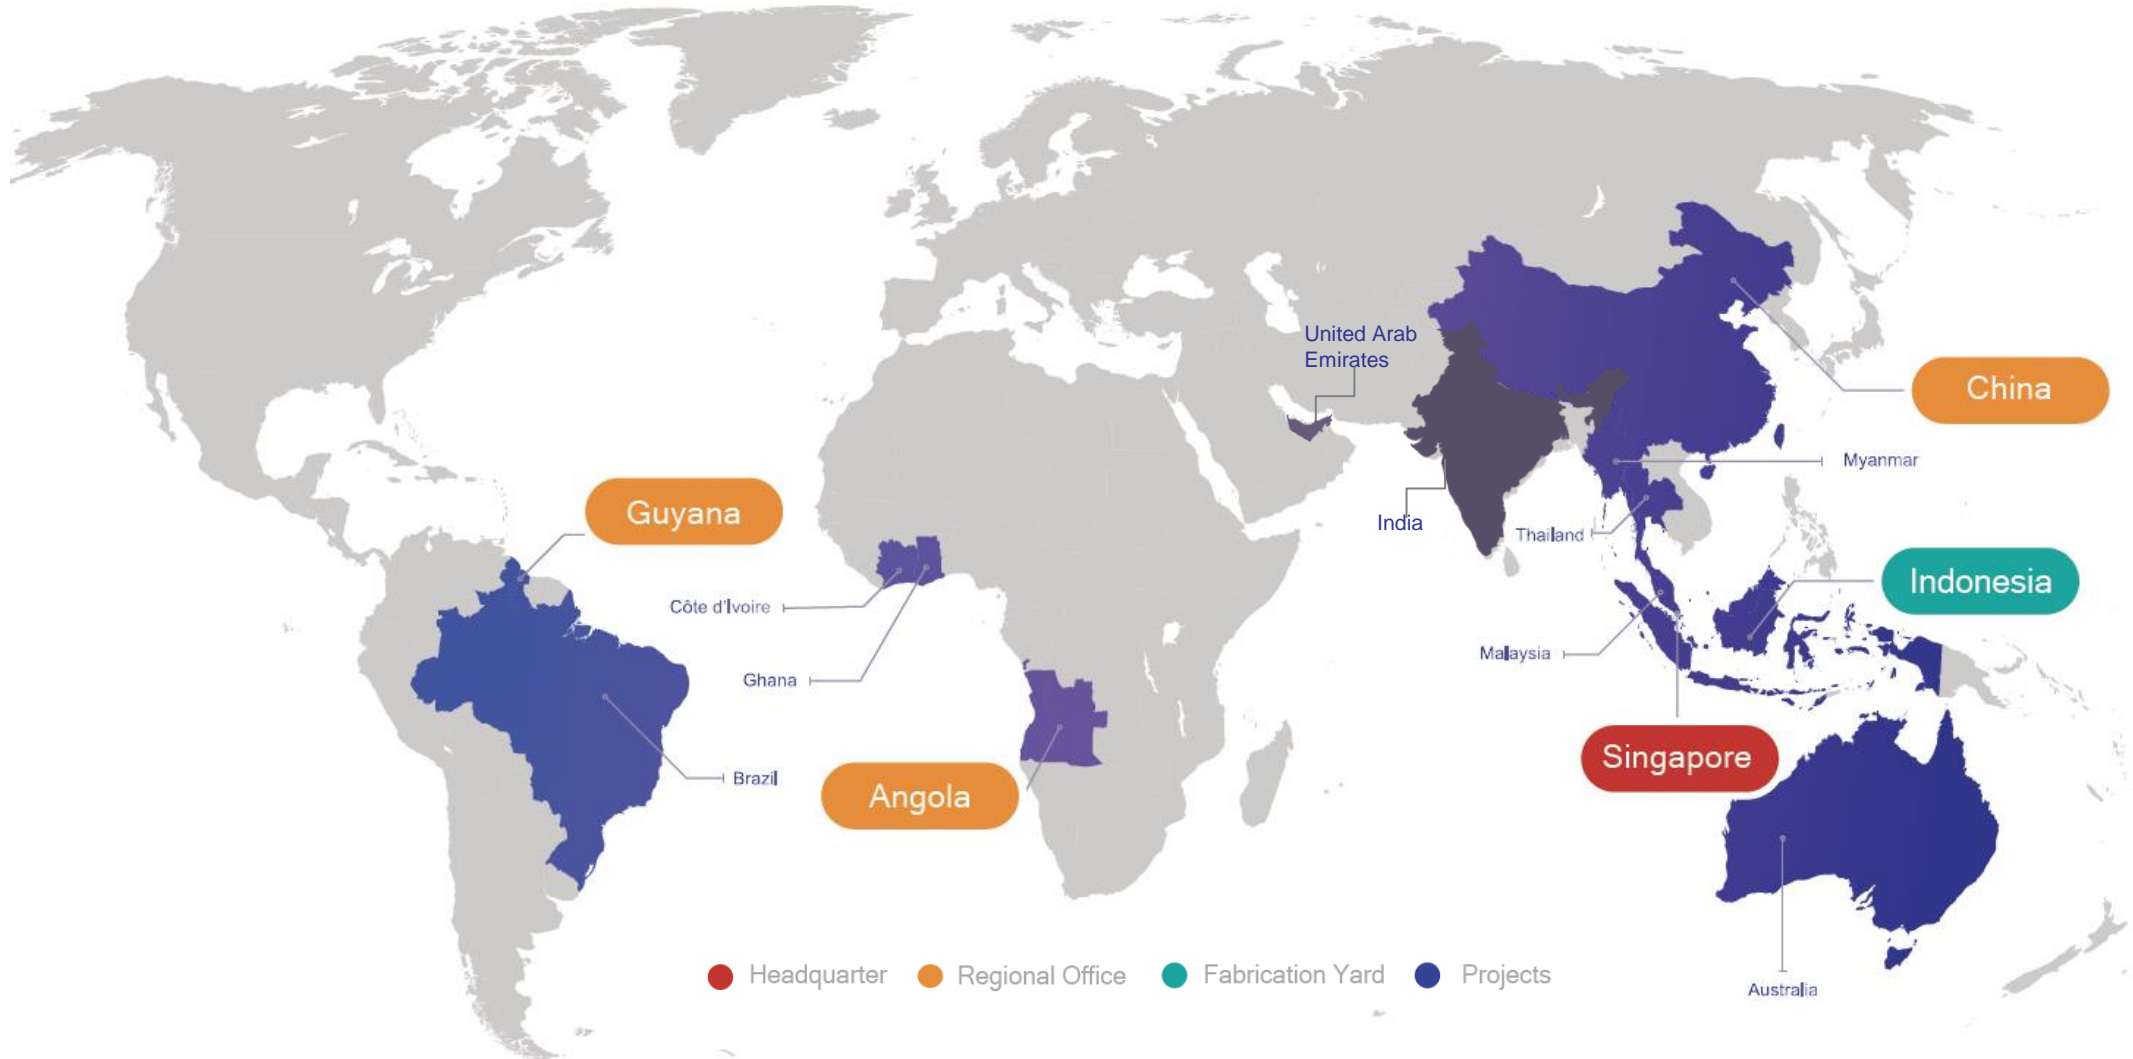 United Arab
Emirates
China
Myanmar
Guyana
India
Thailand
Indonesia
Côte d'Ivoire
Malaysia
Ghana
Singapore
Brazil
Angola
Headquarter
Regional Office
Fabrication Yard
Projects
Australia